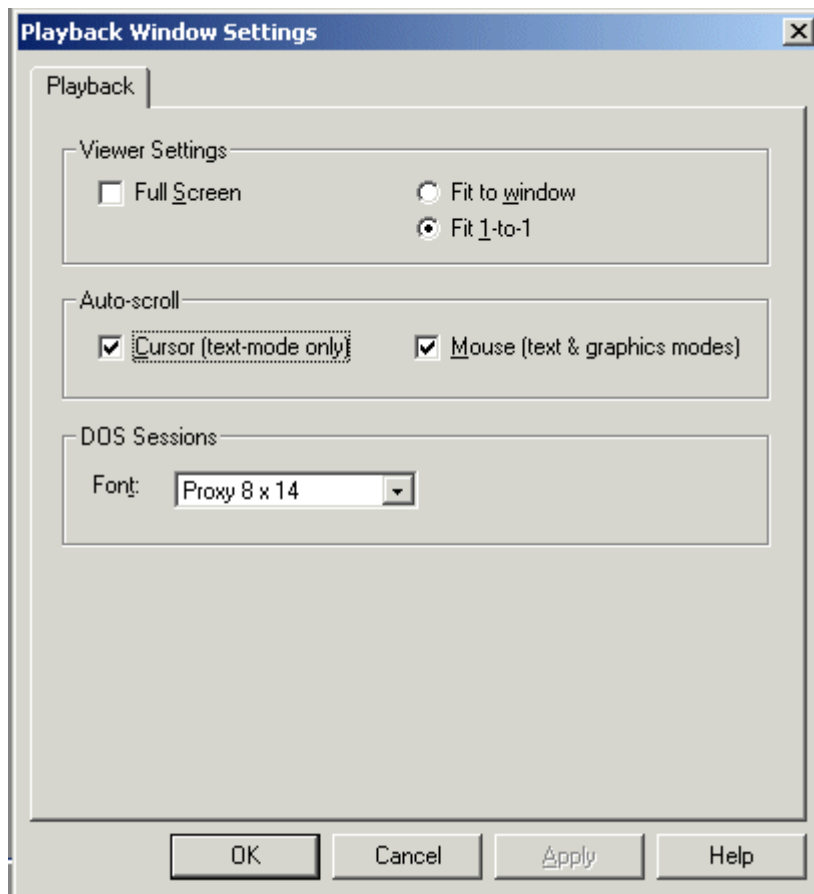 Playback Window Settings
Playback
Viewer Settings
Full Screen
Fit to window
Fit 1-to-1
Auto-scroll
Cursor (text-mode only)
Mouse (text & graphics modes)
DOS Sessions
Font: Proxy 8 x 14
OK Cancel Apply Help